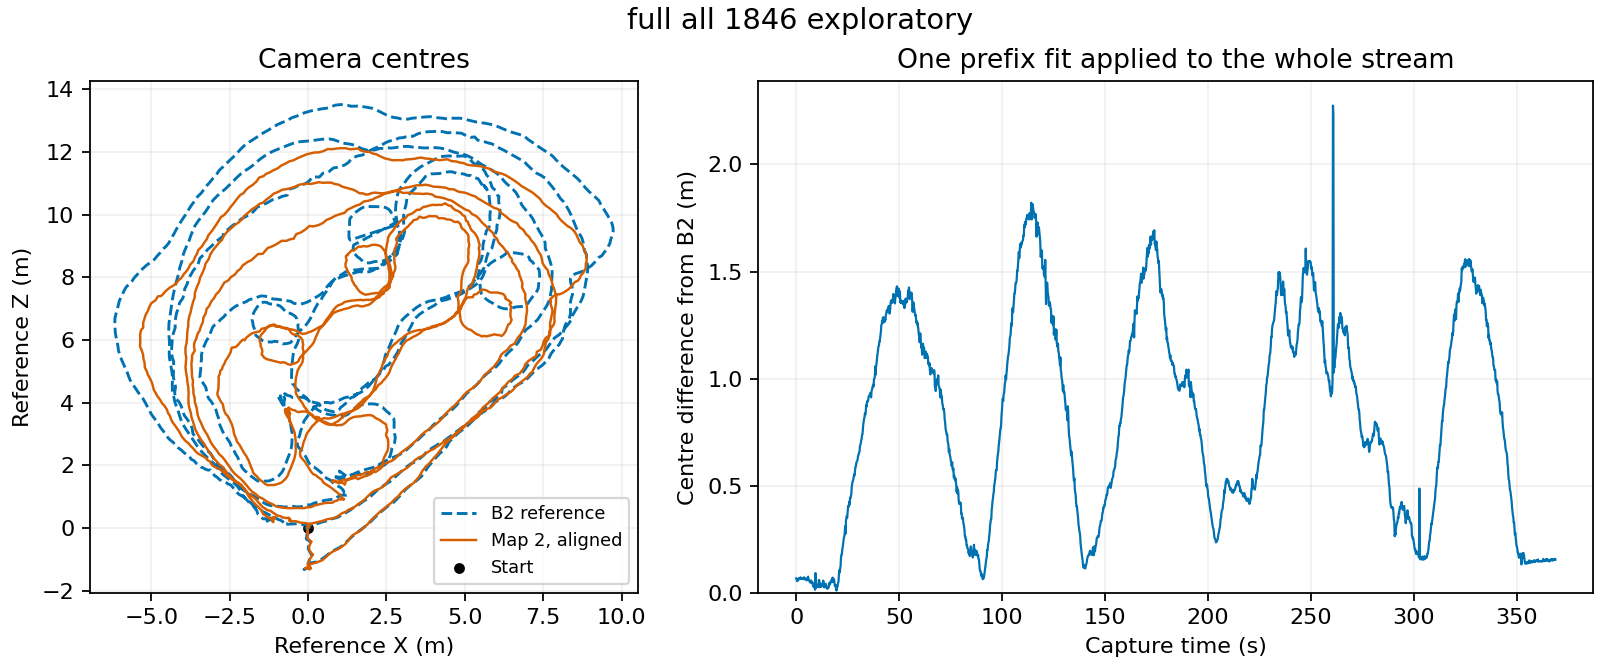 full all 1846 exploratory
Camera centres
14
12
10
8
6
4
2
0
−2
Reference Z (m)
−5.0
−2.5
0.0
2.5
5.0
7.5
10.0
Reference X (m)
B2 reference
Map 2, aligned
Start
One prefix fit applied to the whole stream
2.0
1.5
1.0
0.5
0.0
Centre difference from B2 (m)
0
50
100
150
200
250
300
350
Capture time (s)